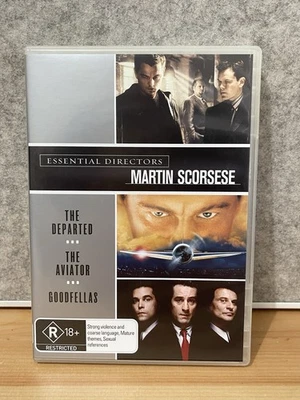 ESSENTIAL DIRECTORS
MARTIN SCORSESE
THE
DEPARTED
THE
AVIATOR
GOODFELLAS
R 18+
RESTRICTED
Strong violence and
coarse language, Mature
themes, Sexual
references